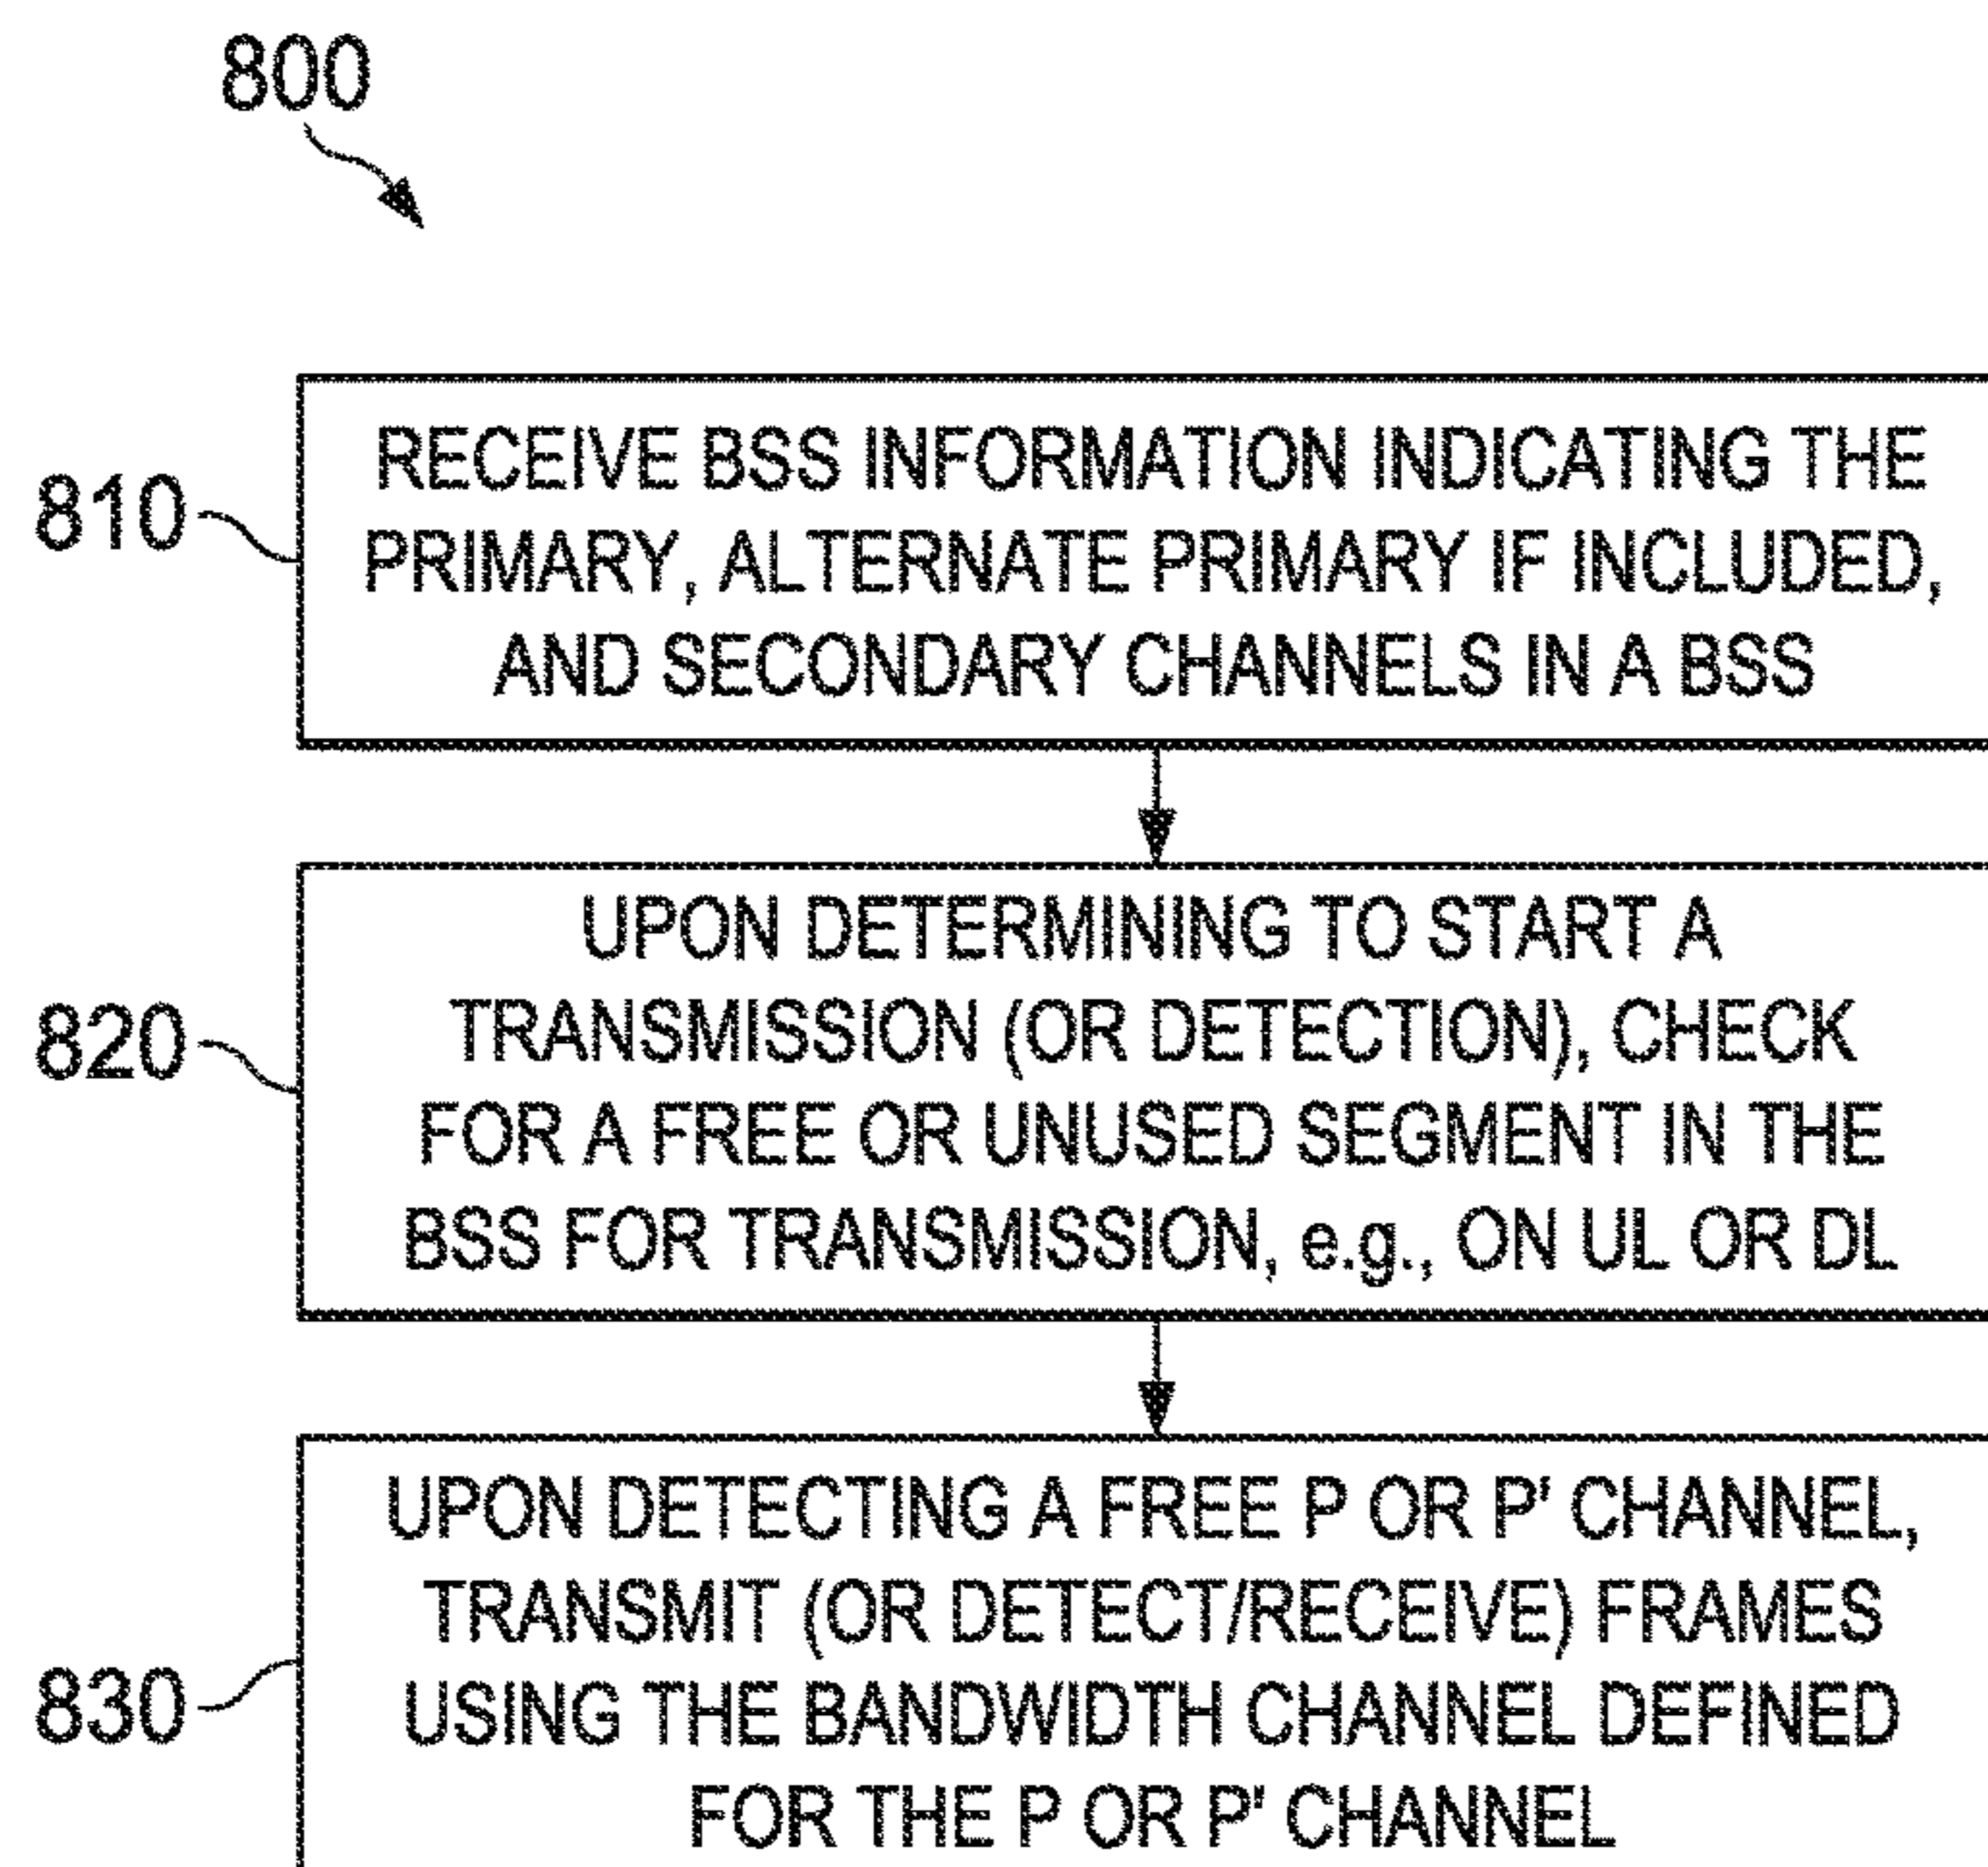 800
810
RECEIVE BSS INFORMATION INDICATING THE
PRIMARY, ALTERNATE PRIMARY IF INCLUDED,
AND SECONDARY CHANNELS IN A BSS
820
UPON DETERMINING TO START A
TRANSMISSION (OR DETECTION), CHECK
FOR A FREE OR UNUSED SEGMENT IN THE
BSS FOR TRANSMISSION, e.g., ON UL OR DL
830
UPON DETECTING A FREE P OR P' CHANNEL,
TRANSMIT (OR DETECT/RECEIVE) FRAMES
USING THE BANDWIDTH CHANNEL DEFINED
FOR THE P OR P' CHANNEL